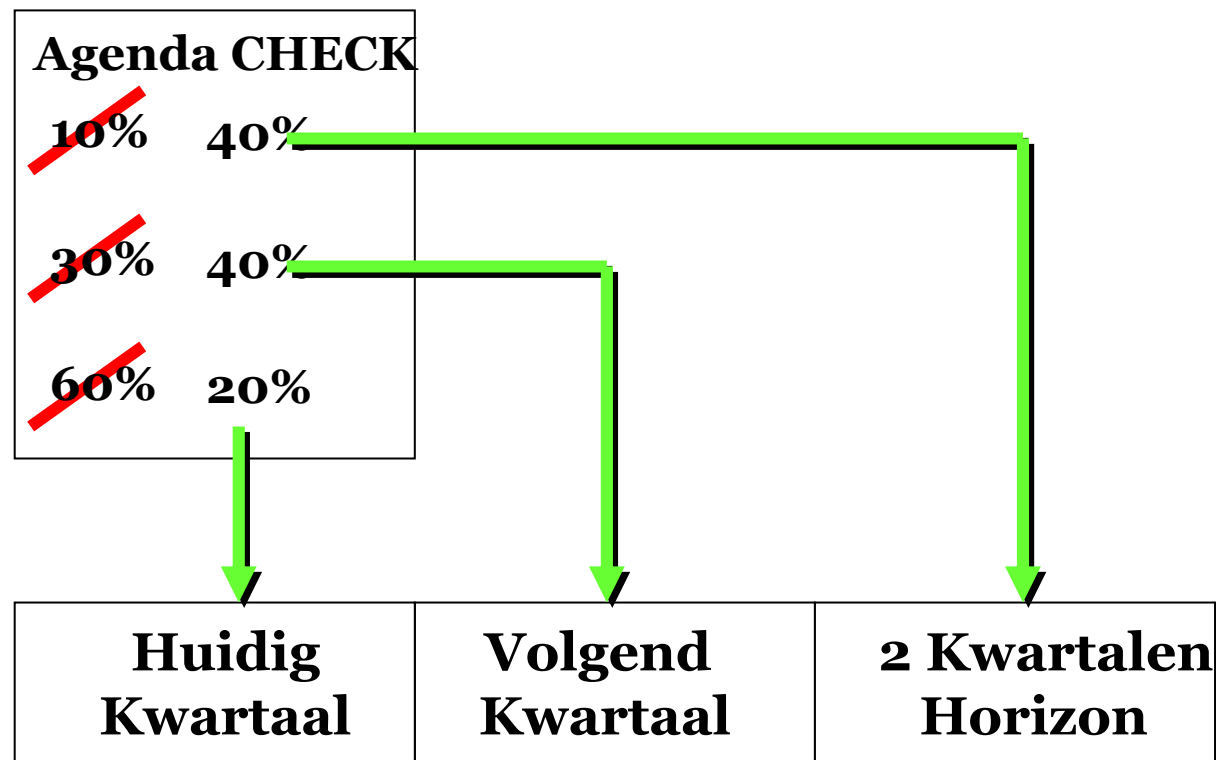 Agenda CHECK
10% 40%
30% 40%
60% 20%
Huidig
Kwartaal
Volgend
Kwartaal
2 Kwartalen
Horizon